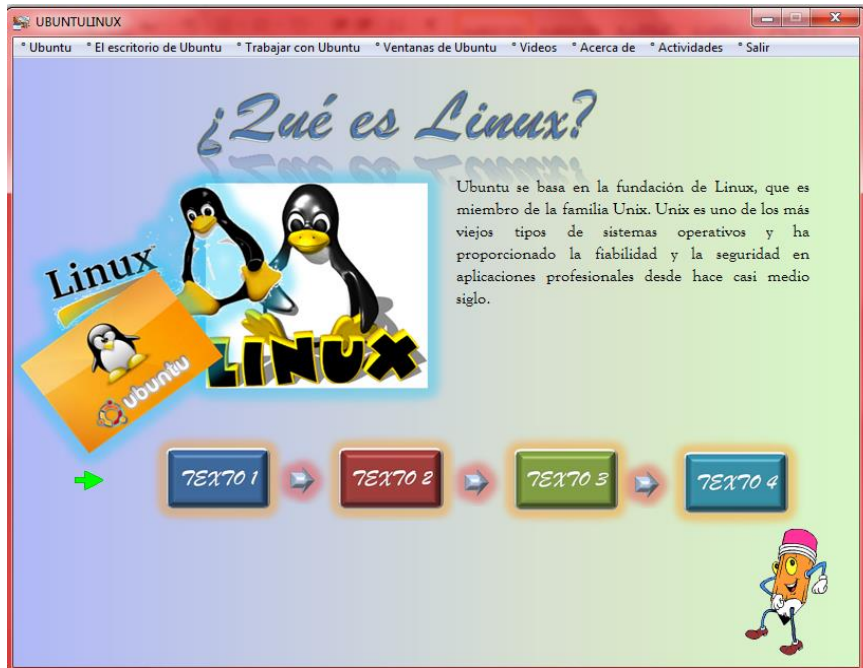 UBUNTULINUX
° Ubuntu ° El escritorio de Ubuntu ° Trabajar con Ubuntu ° Ventanas de Ubuntu ° Videos ° Acerca de ° Actividades ° Salir
¿Qué es Linux?
Ubuntu se basa en la fundación de Linux, que es
miembro de la familia Unix. Unix es uno de los más
viejos tipos de sistemas operativos y ha
proporcionado la fiabilidad y la seguridad en
aplicaciones profesionales desde hace casi medio
siglo.
Linux
LINUX
ubuntu
TEXTO 1
TEXTO 2
TEXTO 3
TEXTO 4